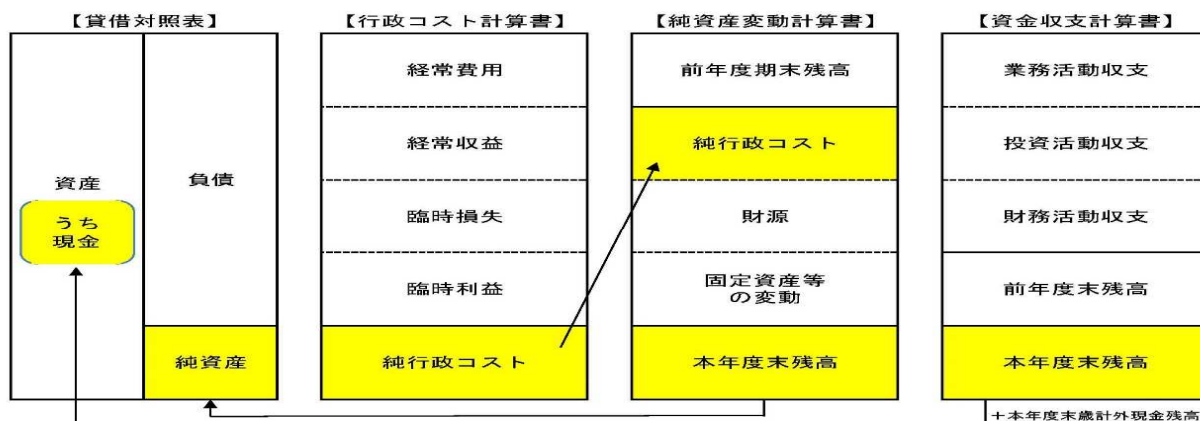 【貸借対照表】
資産
うち
現金
負債
純資産
【行政コスト計算書】
経常費用
経常収益
臨時損失
臨時利益
純行政コスト
【純資産変動計算書】
前年度期末残高
純行政コスト
財源
固定資産等
の変動
本年度末残高
【資金収支計算書】
業務活動収支
投資活動収支
財務活動収支
前年度末残高
本年度末残高
＋本年度末歳計外現金残高